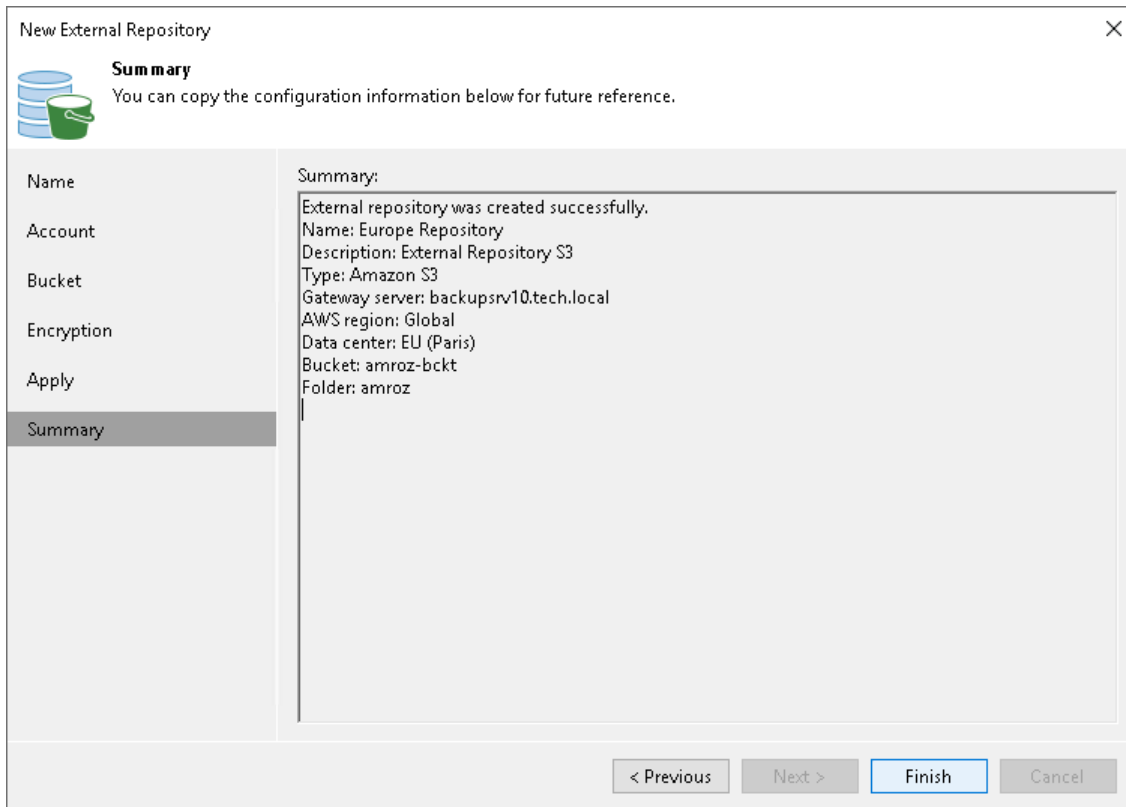 New External Repository
Summary
You can copy the configuration information below for future reference.
Name
Account
Bucket
Encryption
Apply
Summary
Summary:
External repository was created successfully.
Name: Europe Repository
Description: External Repository S3
Type: Amazon S3
Gateway server: backupsrv10.tech.local
AWS region: Global
Data center: EU (Paris)
Bucket: amroz-bckt
Folder: amroz
< Previous
Next >
Finish
Cancel